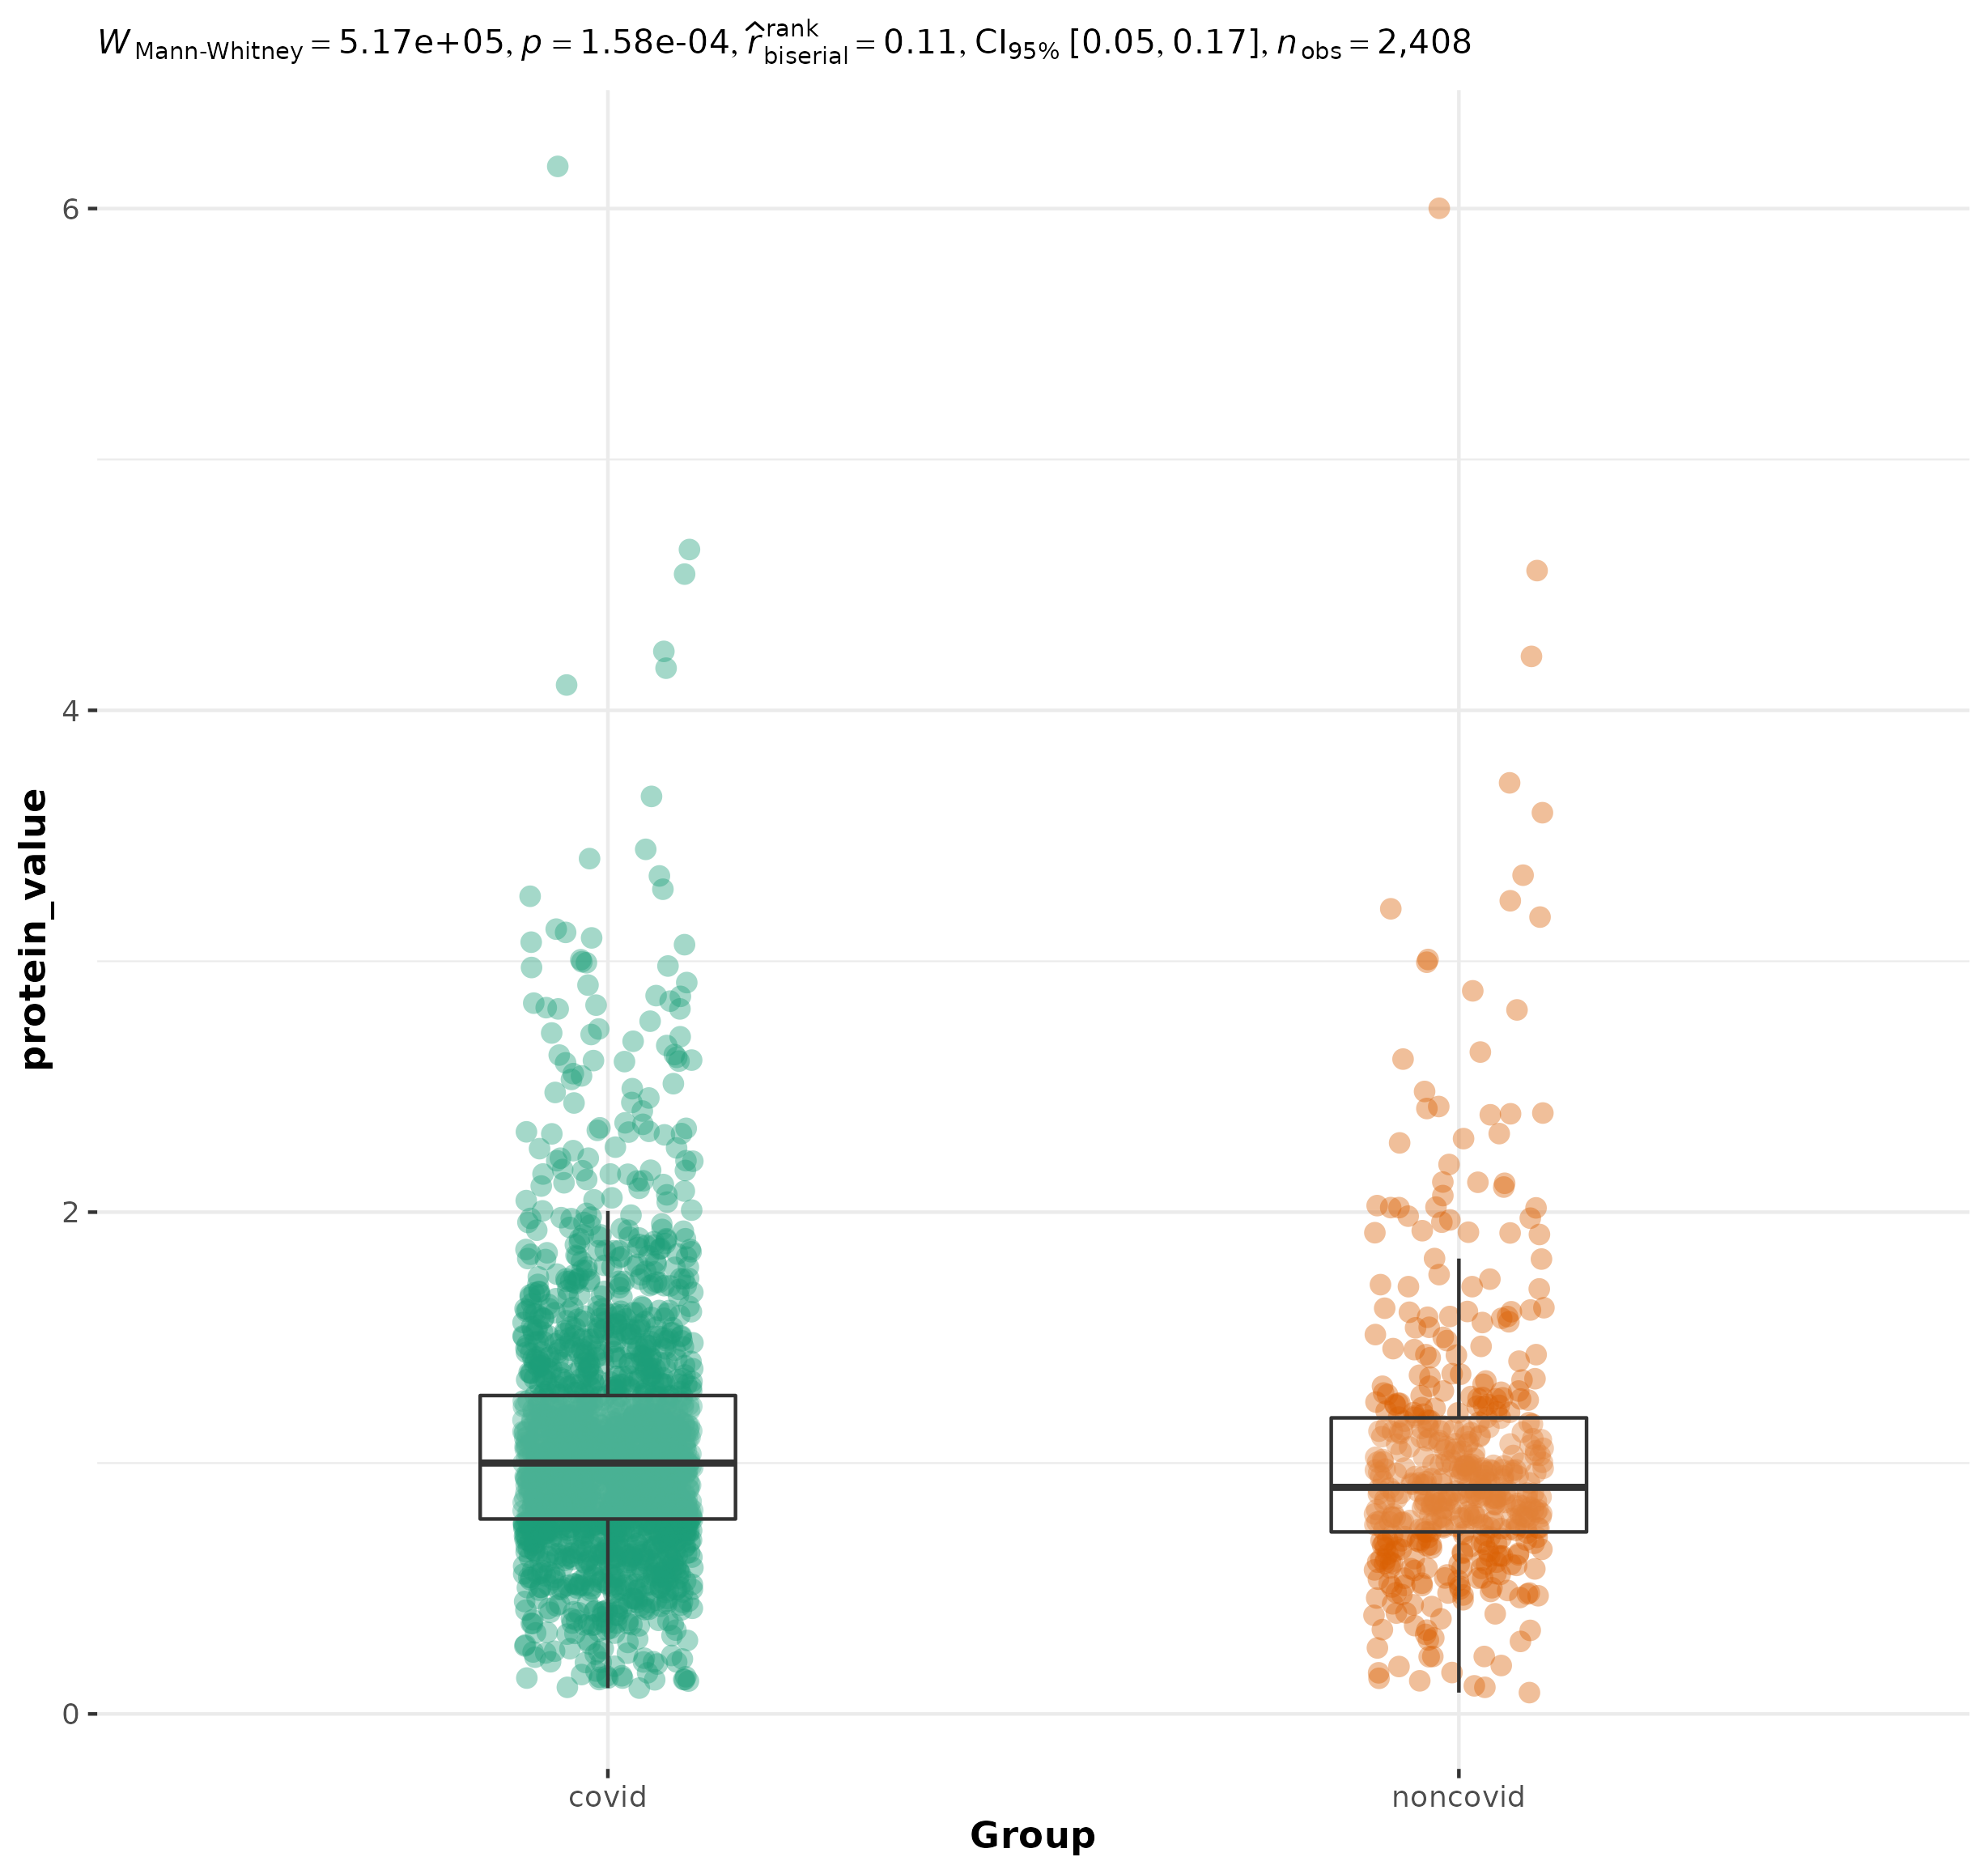 W Mann-Whitney = 5.17e+05, p = 1.58e-04, r̂ rank biserial = 0.11, CI95% [0.05, 0.17], n obs = 2,408
6
4
2
0
protein_value
covid noncovid
Group